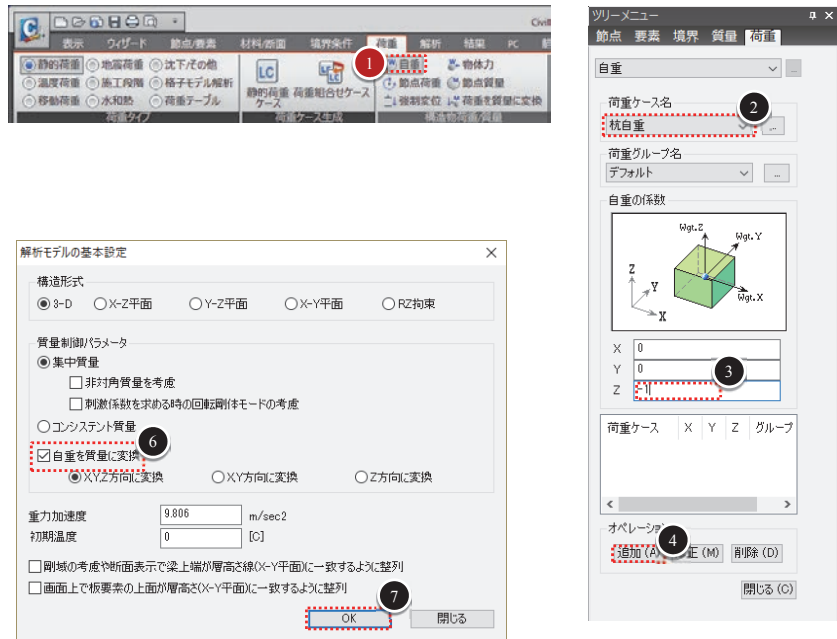 Civil
表示 ウィザード 節点/要素 材料/断面 境界条件 荷重 解析 結果 PC
静的荷重 地震荷重 沈下/その他
温度荷重 施工段階 格子モデル解析
移動荷重 水和熱 荷重テーブル
荷重タイプ
LC
静的荷重
ケース
LC
荷重組合せケース
荷重ケース生成
1
自重 物体力
節点荷重 節点質量
強制変位 荷重を質量に変換
構造物荷重/質量
ツリーメニュー
節点 要素 境界 質量 荷重
自重
...
荷重ケース名
2
杭自重
...
荷重グループ名
デフォルト
...
自重の係数
Wgt.Z
Wgt.Y
Wgt.X
Z
Y
X
X 0
Y 0
3
Z -1
荷重ケース X Y Z グループ
オペレーション
4
追加 (A) 正 (M) 削除 (D)
閉じる (C)
解析モデルの基本設定
構造形式
3-D X-Z平面 Y-Z平面 X-Y平面 RZ拘束
質量制御パラメータ
集中質量
非対角質量を考慮
刺激係数を求める時の回転剛体モードの考慮
コンシステント質量
6
自重を質量に変換
XY,Z方向に変換 XY方向に変換 Z方向に変換
重力加速度 9.806 m/sec2
初期温度 0 [C]
剛域の考慮や断面表示で梁上端が層高さ線(X-Y平面)に一致するように整列
画面上で板要素の上面が層高さ(X-Y平面)に一致するように整列
7
OK 閉じる